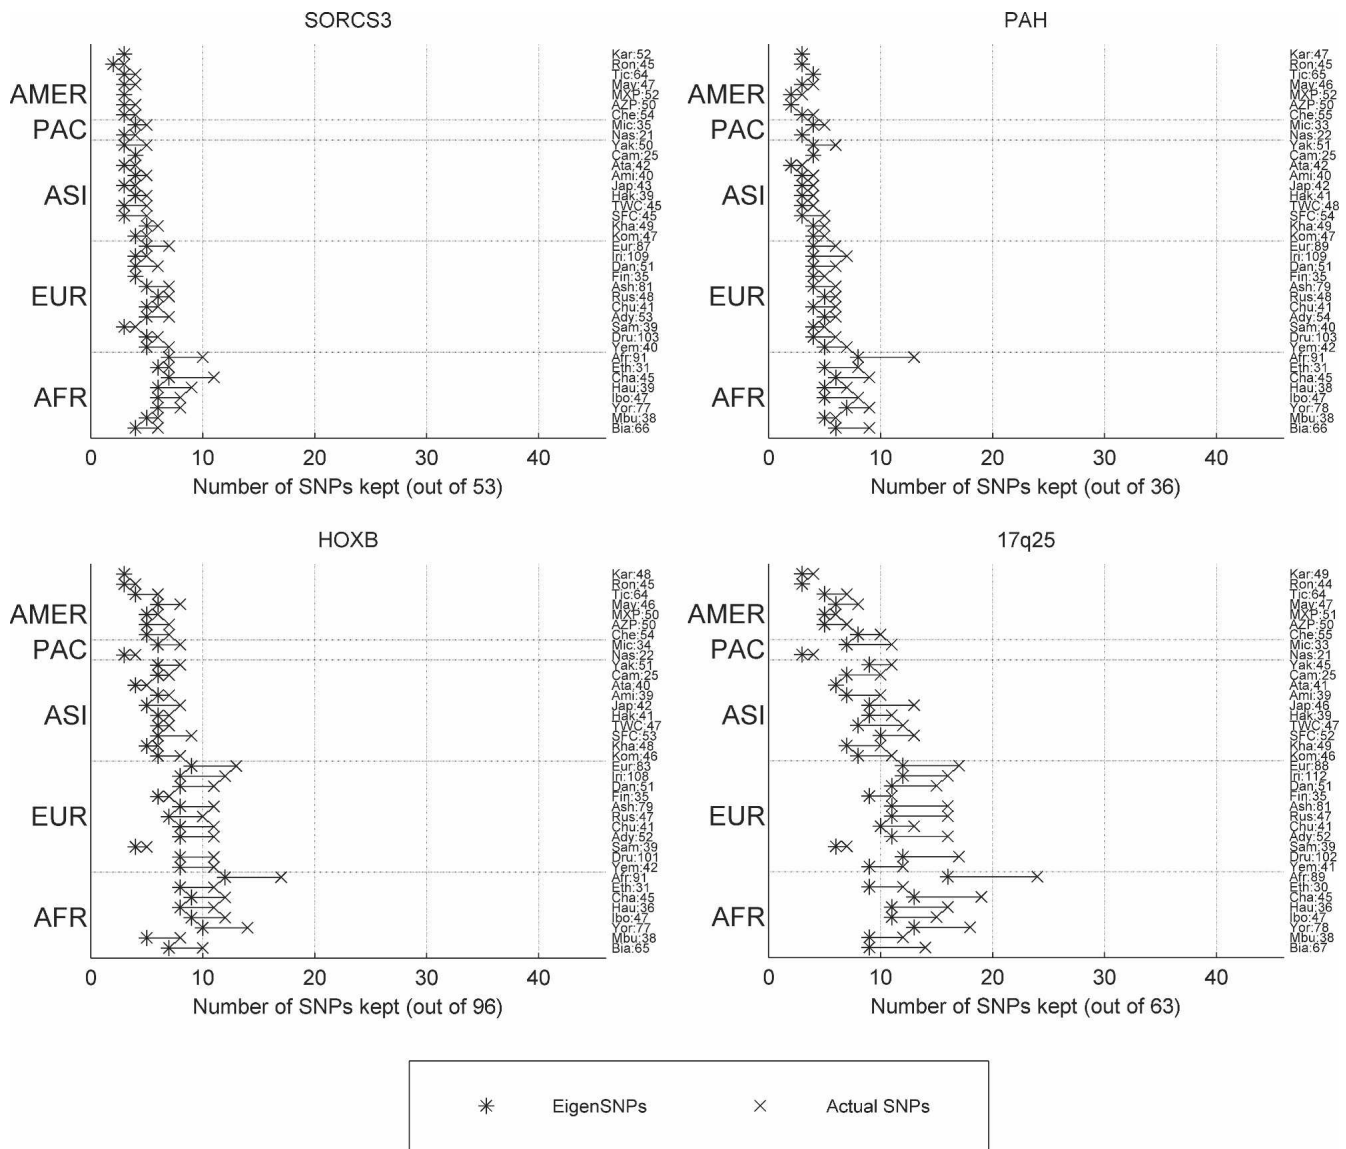 SORCS3
AMER
PAC
ASI
EUR
AFR
Kar:52
Ron:45
Tic:64
May:47
MXP:52
AZP:50
Che:54
Mic:35
Nas:21
Yak:50
Cam:25
Ata:42
Ami:40
Jap:43
Hak:39
TWC:45
SFC:45
Kha:49
Kom:47
Eur:87
Iri:109
Dan:51
Fin:35
Ash:81
Rus:48
Chu:41
Ady:53
Sam:39
Dru:103
Yem:40
Afr:91
Eth:31
Cha:45
Hau:39
Ibo:47
Yor:77
Mbu:38
Bia:66
0 10 20 30 40
Number of SNPs kept (out of 53)
PAH
AMER
PAC
ASI
EUR
AFR
Kar:47
Ron:45
Tic:65
May:46
MXP:52
AZP:50
Che:55
Mic:33
Nas:22
Yak:51
Cam:25
Ata:42
Ami:40
Jap:42
Hak:41
TWC:48
SFC:54
Kha:49
Kom:47
Eur:89
Iri:109
Dan:51
Fin:35
Ash:79
Rus:48
Chu:41
Ady:54
Sam:40
Dru:103
Yem:42
Afr:91
Eth:31
Cha:45
Hau:38
Ibo:47
Yor:78
Mbu:38
Bia:66
0 10 20 30 40
Number of SNPs kept (out of 36)
HOXB
AMER
PAC
ASI
EUR
AFR
Kar:48
Ron:45
Tic:64
May:46
MXP:50
AZP:50
Che:54
Mic:34
Nas:22
Yak:51
Cam:25
Ata:40
Ami:39
Jap:42
Hak:41
TWC:47
SFC:53
Kha:48
Kom:46
Eur:83
Iri:108
Dan:51
Fin:35
Ash:79
Rus:47
Chu:41
Ady:52
Sam:39
Dru:101
Yem:42
Afr:91
Eth:31
Cha:45
Hau:36
Ibo:47
Yor:77
Mbu:38
Bia:65
0 10 20 30 40
Number of SNPs kept (out of 96)
17q25
AMER
PAC
ASI
EUR
AFR
Kar:49
Ron:44
Tic:64
May:47
MXP:51
AZP:50
Che:55
Mic:33
Nas:21
Yak:45
Cam:25
Ata:41
Ami:39
Jap:46
Hak:39
TWC:47
SFC:52
Kha:49
Kom:46
Eur:88
Iri:112
Dan:51
Fin:35
Ash:81
Rus:47
Chu:41
Ady:52
Sam:39
Dru:102
Yem:41
Afr:89
Eth:30
Cha:45
Hau:36
Ibo:47
Yor:78
Mbu:38
Bia:67
0 10 20 30 40
Number of SNPs kept (out of 63)
EigenSNPs Actual SNPs